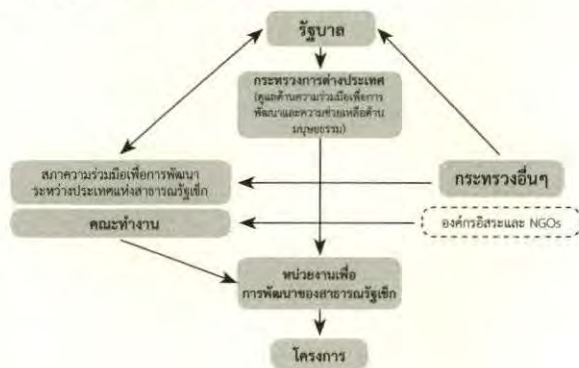 รัฐบาล
กระทรวงการต่างประเทศ
(ดูแลด้านความร่วมมือเพื่อการ
พัฒนาและความช่วยเหลือด้าน
มนุษยธรรม)
สภาความร่วมมือเพื่อการพัฒนา
ระหว่างประเทศแห่งสาธารณรัฐเช็ก
กระทรวงอื่นๆ
คณะทำงาน
องค์กรอิสระและ NGOs
หน่วยงานเพื่อ
การพัฒนาของสาธารณรัฐเช็ก
โครงการ